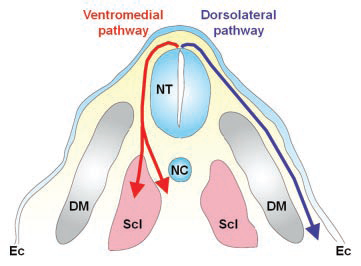 Ventromedial Dorsolateral
pathway pathway
NT
NC
DM Scl Scl DM
Ec Ec